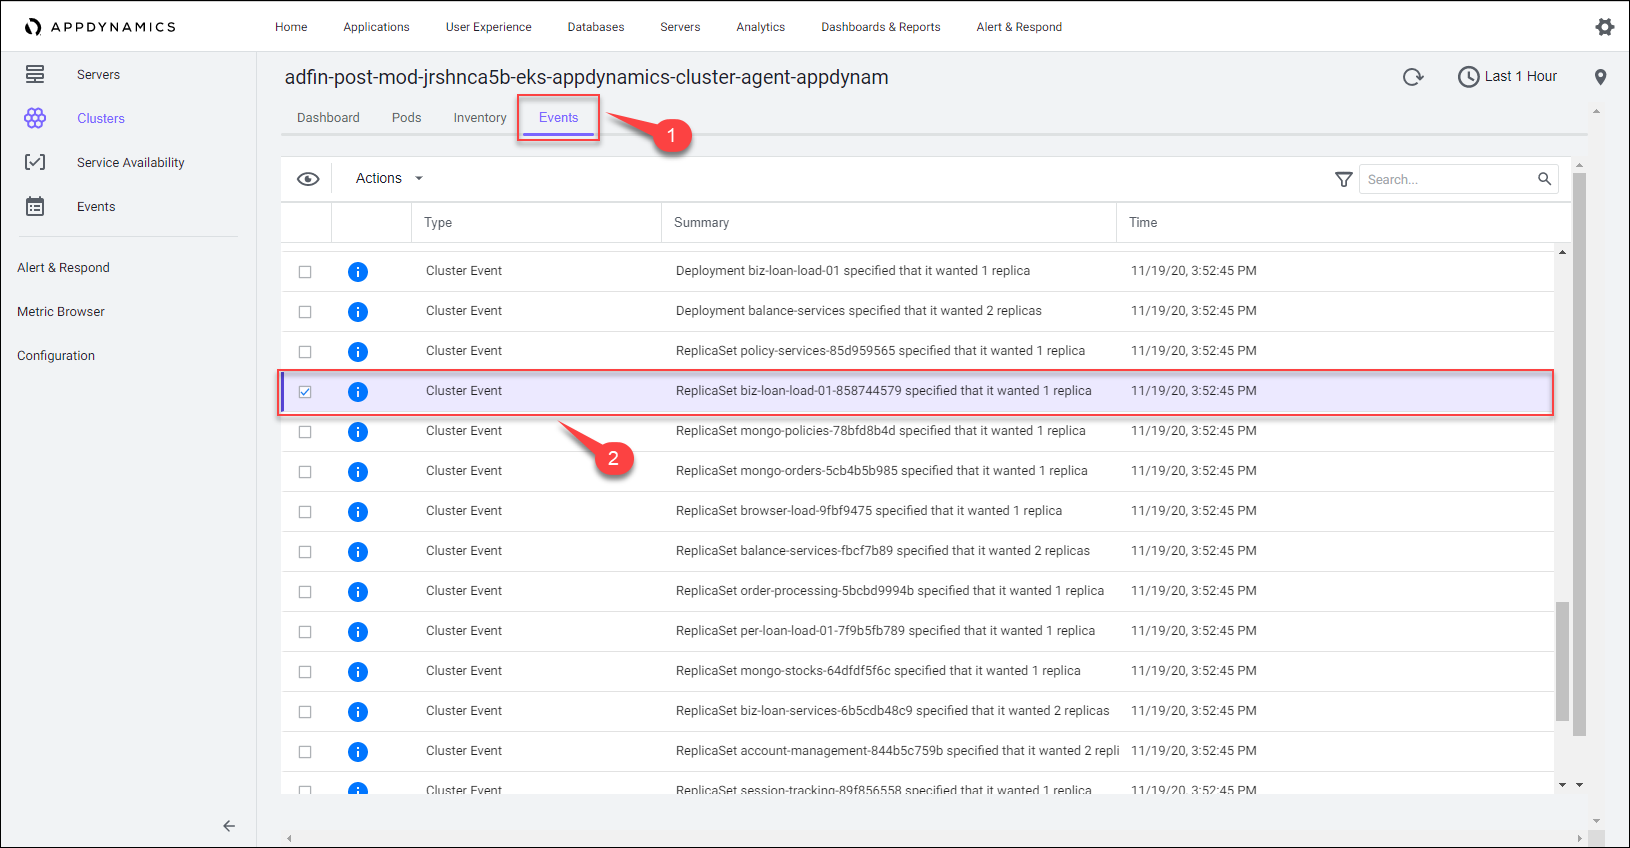 APPDYNAMICS
Home Applications User Experience Databases Servers Analytics Dashboards & Reports Alert & Respond
Servers
Clusters
Service Availability
Events
Alert & Respond
Metric Browser
Configuration
adfin-post-mod-jrshnca5b-eks-appdynamics-cluster-agent-appdynam
Last 1 Hour
Dashboard Pods Inventory Events
1
Actions
Search...
Type Summary Time
Cluster Event Deployment biz-loan-load-01 specified that it wanted 1 replica 11/19/20, 3:52:45 PM
Cluster Event Deployment balance-services specified that it wanted 2 replicas 11/19/20, 3:52:45 PM
Cluster Event ReplicaSet policy-services-85d959565 specified that it wanted 1 replica 11/19/20, 3:52:45 PM
Cluster Event ReplicaSet biz-loan-load-01-858744579 specified that it wanted 1 replica 11/19/20, 3:52:45 PM
Cluster Event ReplicaSet mongo-policies-78bfd8b4d specified that it wanted 1 replica 11/19/20, 3:52:45 PM
2
Cluster Event ReplicaSet mongo-orders-5cb4b5b985 specified that it wanted 1 replica 11/19/20, 3:52:45 PM
Cluster Event ReplicaSet browser-load-9fbf9475 specified that it wanted 1 replica 11/19/20, 3:52:45 PM
Cluster Event ReplicaSet balance-services-fbcf7b89 specified that it wanted 2 replicas 11/19/20, 3:52:45 PM
Cluster Event ReplicaSet order-processing-5bcbd9994b specified that it wanted 1 replica 11/19/20, 3:52:45 PM
Cluster Event ReplicaSet per-loan-load-01-7f9b5fb789 specified that it wanted 1 replica 11/19/20, 3:52:45 PM
Cluster Event ReplicaSet mongo-stocks-64dfdf5f6c specified that it wanted 1 replica 11/19/20, 3:52:45 PM
Cluster Event ReplicaSet biz-loan-services-6b5cdb48c9 specified that it wanted 2 replicas 11/19/20, 3:52:45 PM
Cluster Event ReplicaSet account-management-844b5c759b specified that it wanted 2 repli 11/19/20, 3:52:45 PM
Cluster Event ReplicaSet session-tracking-89f856558 specified that it wanted 1 replica 11/19/20, 3:52:45 PM